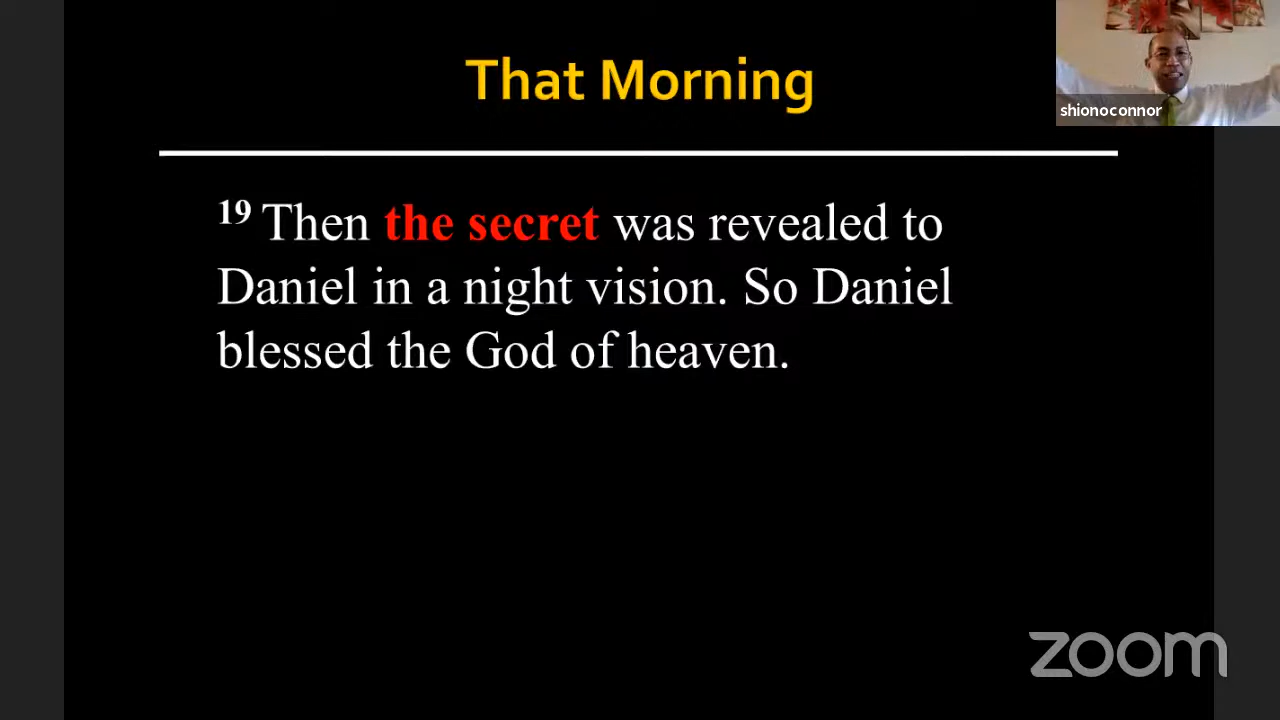 That Morning
shionoconnor
19 Then the secret was revealed to
Daniel in a night vision. So Daniel
blessed the God of heaven.
zoom